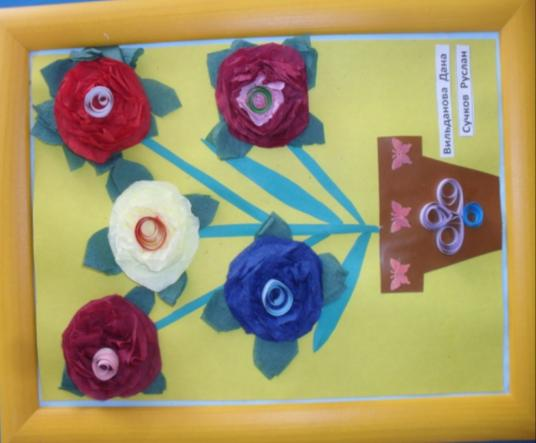 Вильданова Дана
Сучков Руслан